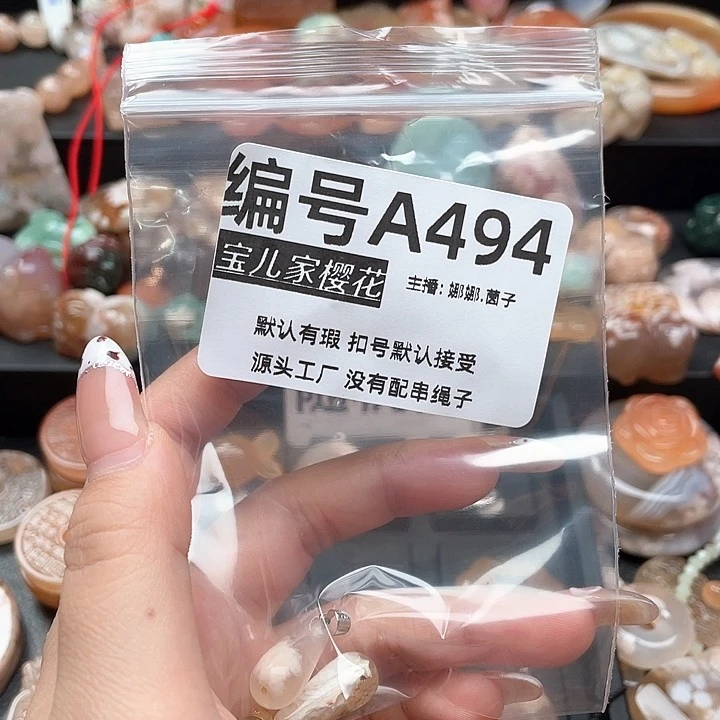 编号A494
宝儿家樱花
主播：娜娜.菌子
默认有瑕 扣号默认接受
源头工厂 没有配串绳子